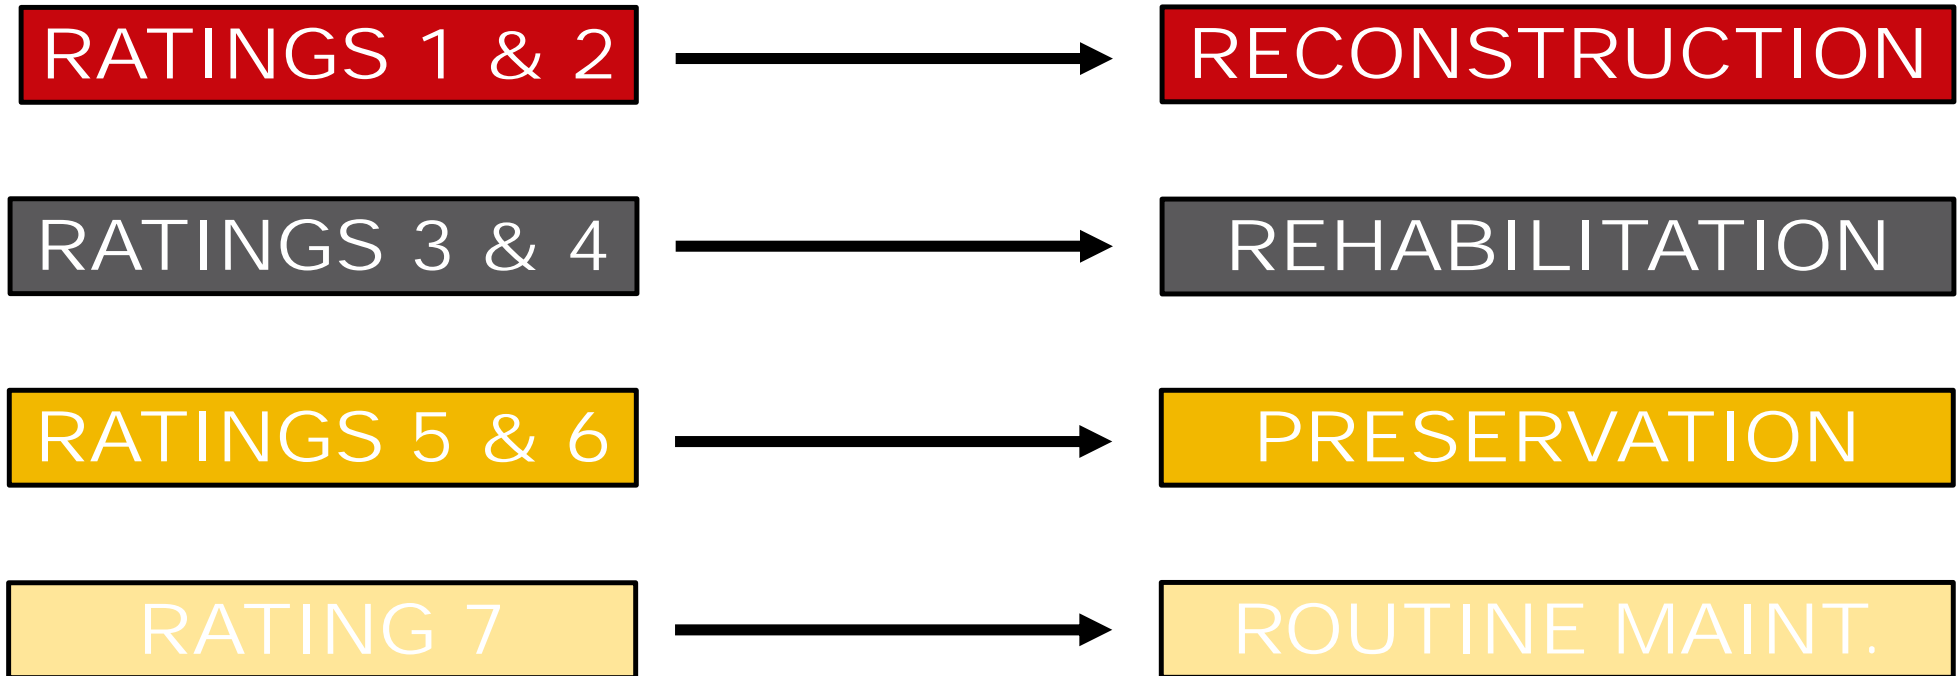 RATINGS 1 & 2
RECONSTRUCTION
RATINGS 3 & 4
REHABILITATION
RATINGS 5 & 6
PRESERVATION
RATING 7
ROUTINE MAINT.